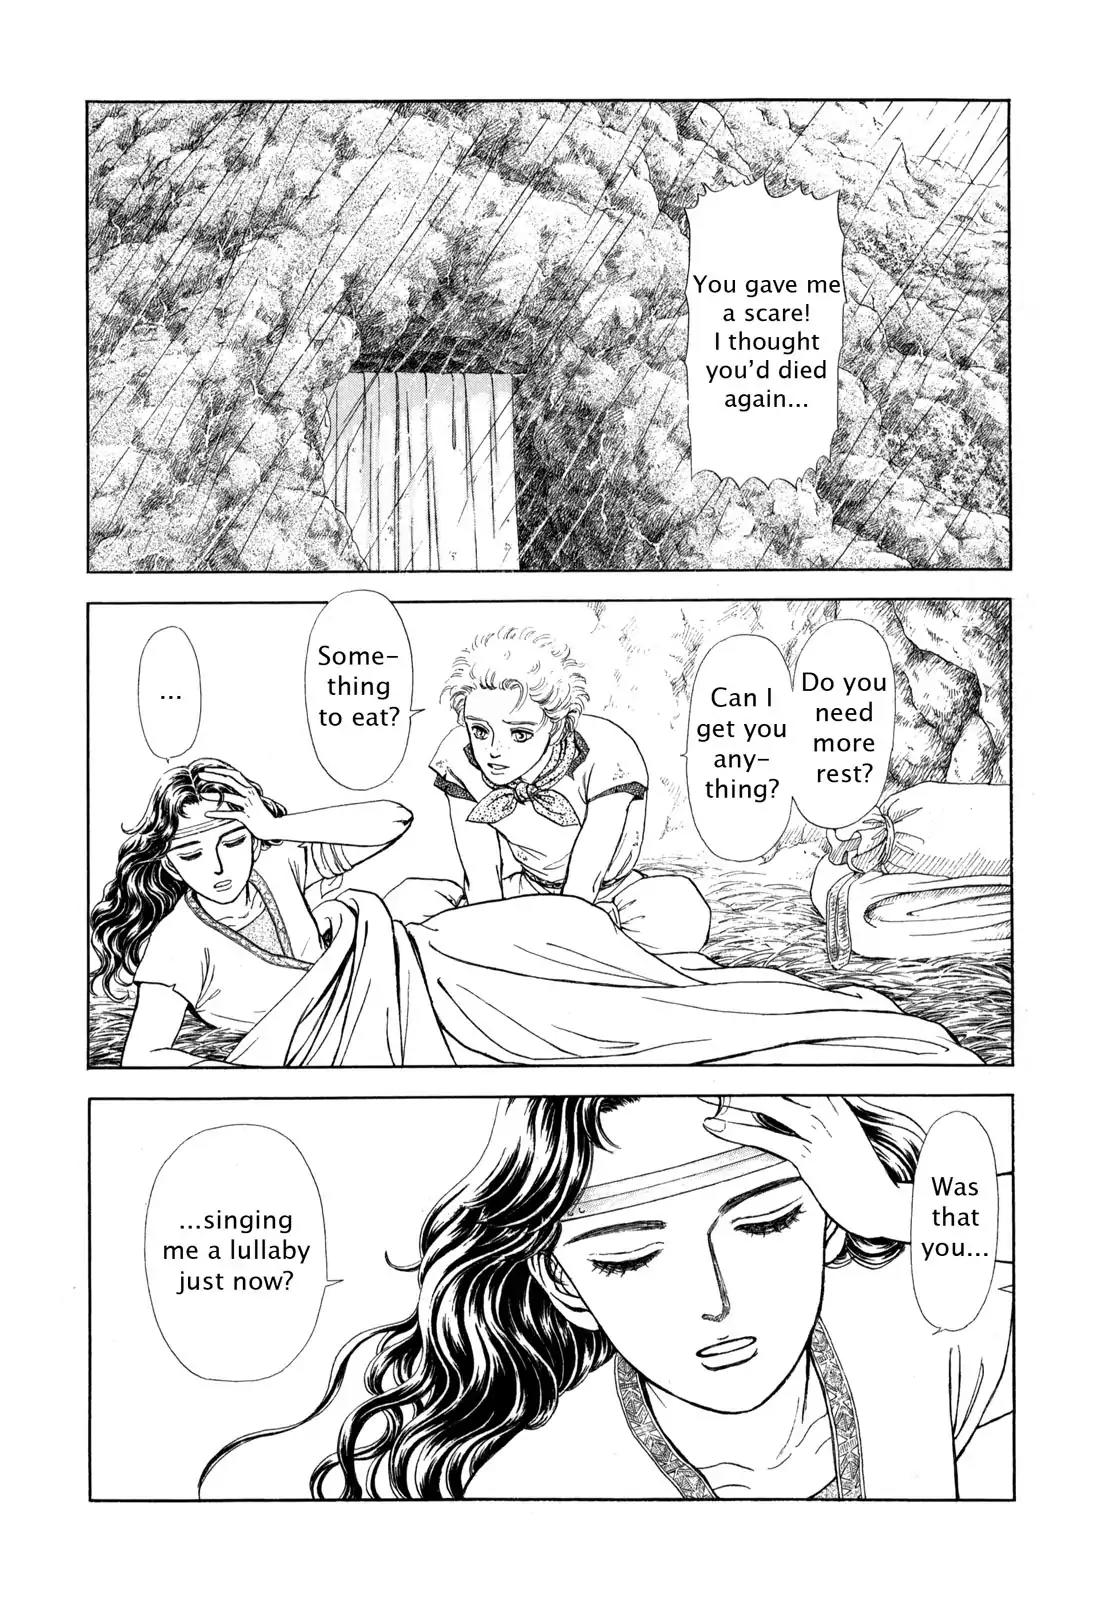 You gave me
a scare!
I thought
you'd died
again...
Do you
need
more
rest?
Can I
get you
any-
thing?
Some-
thing
to eat?
...
Was
that
you...
...singing
me a lullaby
just now?